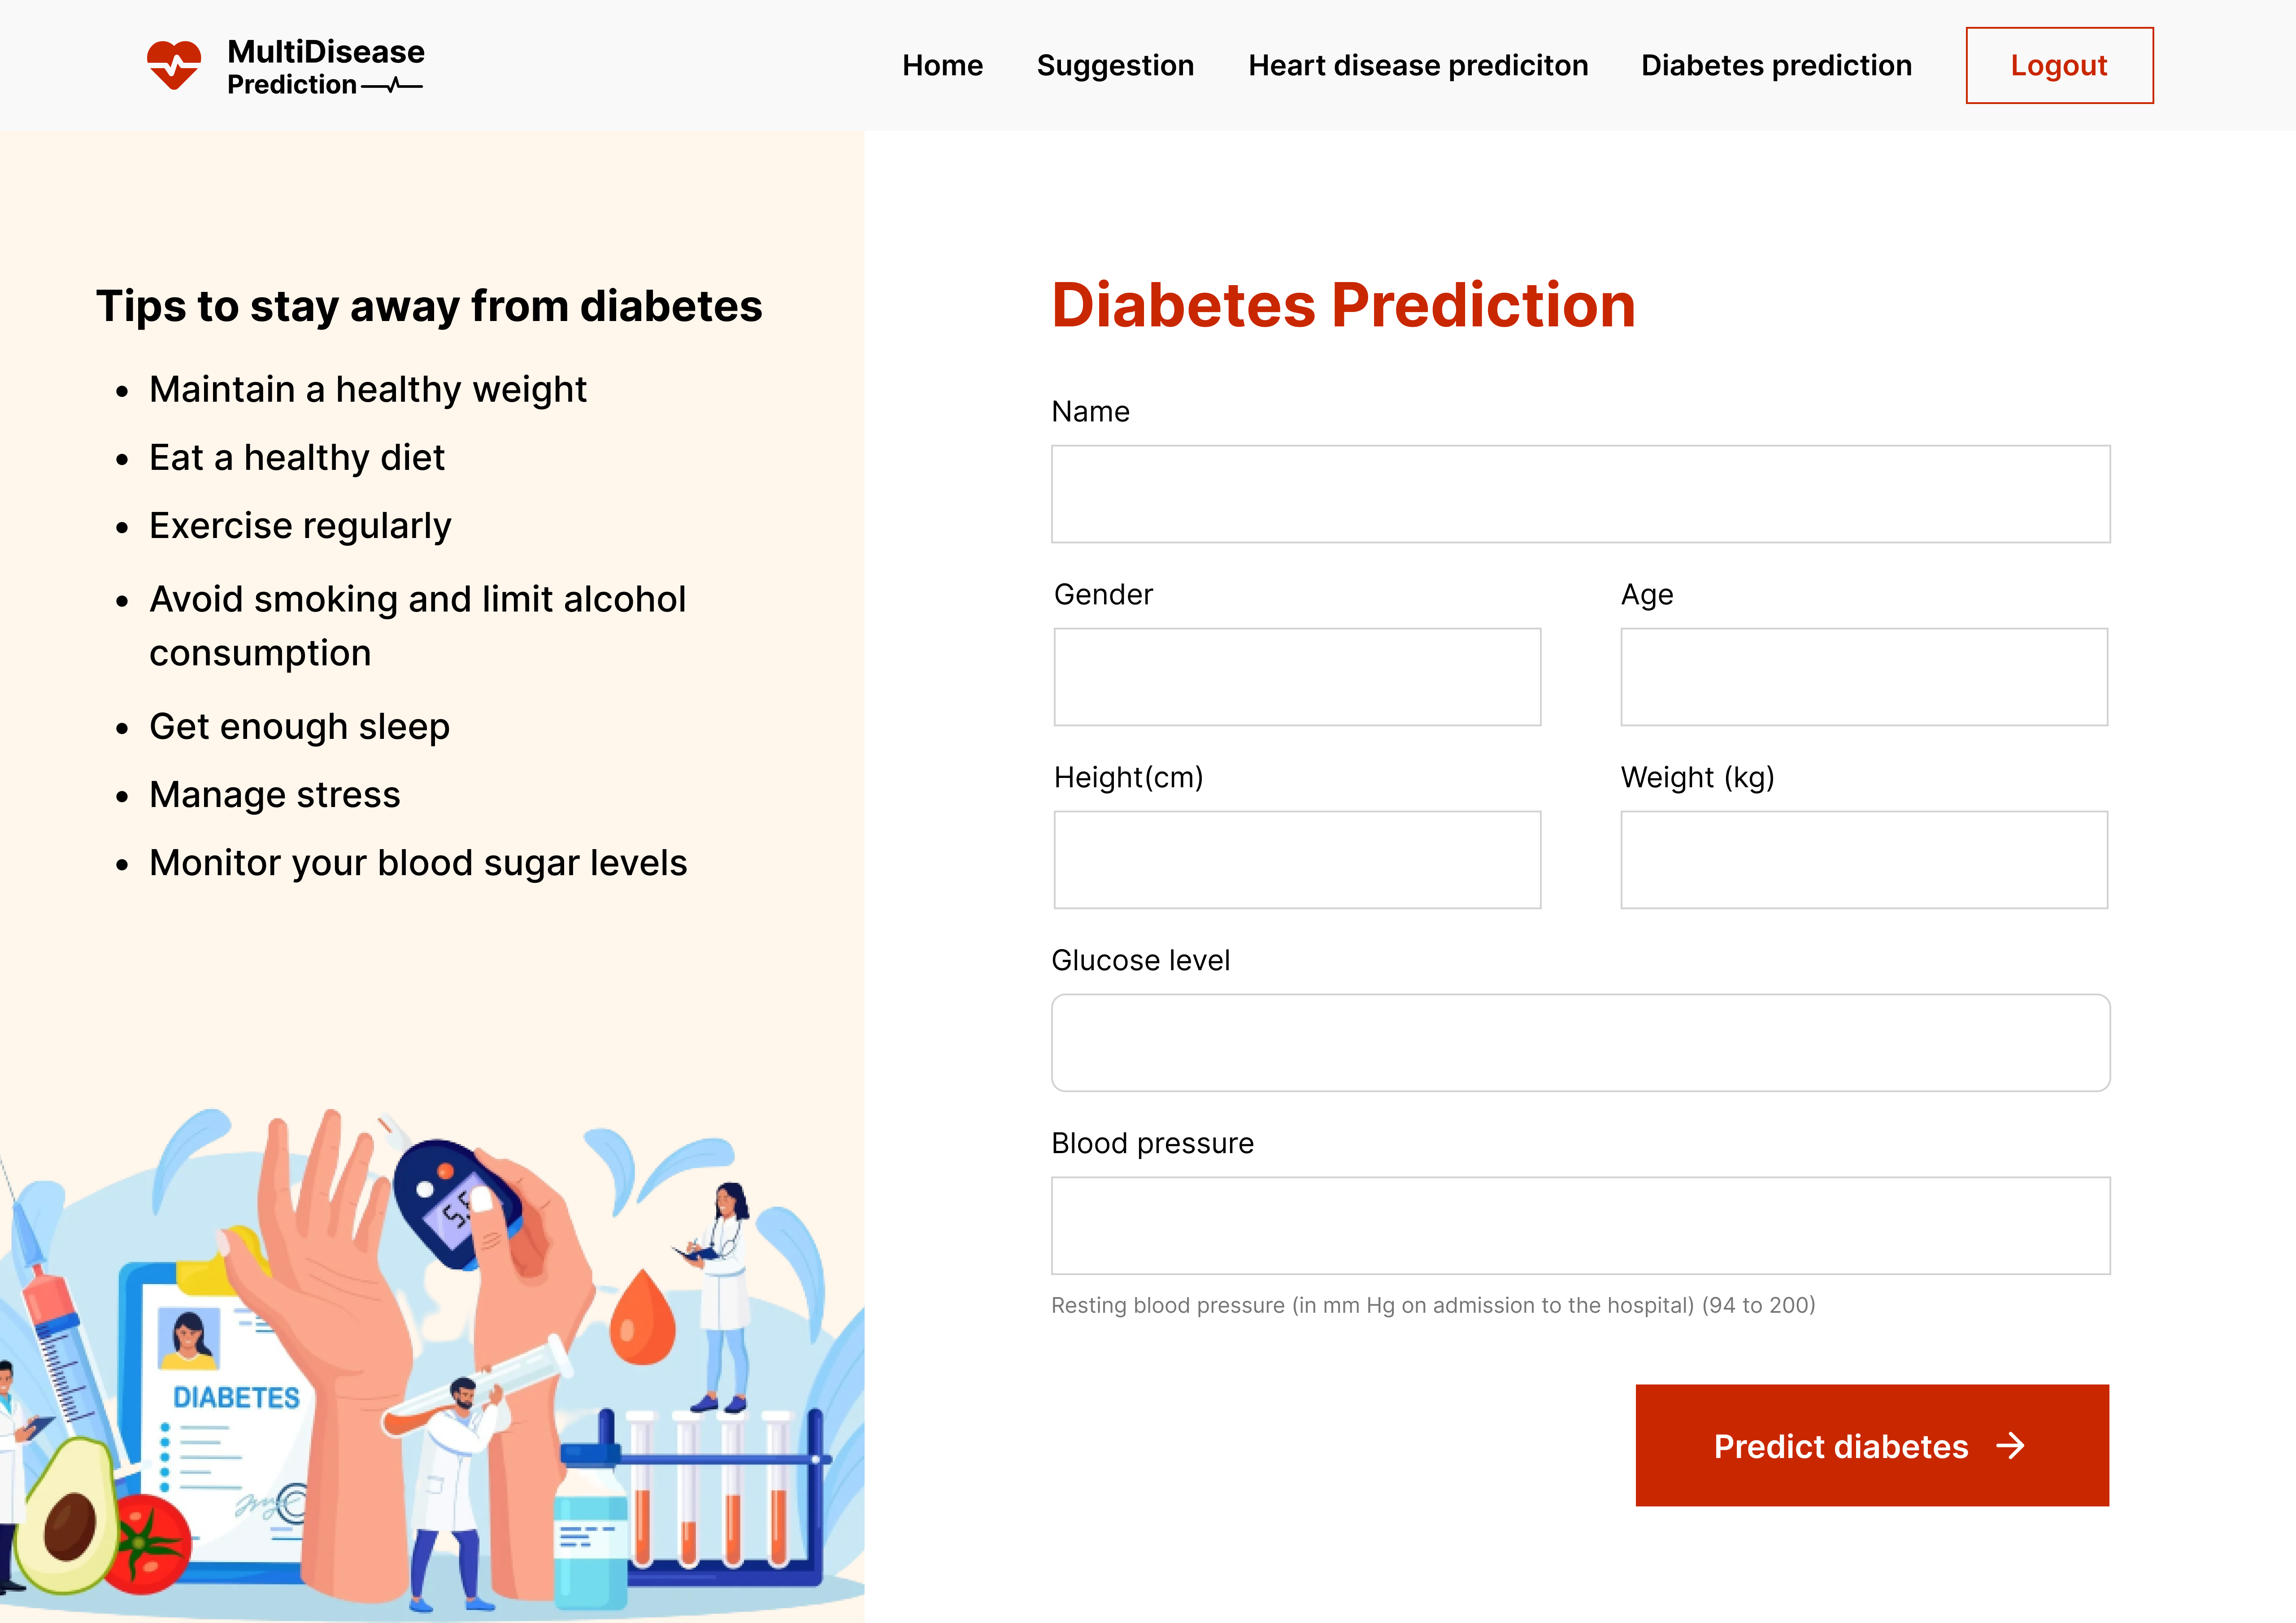 MultiDisease
Prediction
Home
Suggestion
Heart disease prediciton
Diabetes prediction
Logout
Tips to stay away from diabetes
• Maintain a healthy weight
• Eat a healthy diet
• Exercise regularly
• Avoid smoking and limit alcohol
consumption
• Get enough sleep
• Manage stress
• Monitor your blood sugar levels
DIABETES
Diabetes Prediction
Name
Gender
Age
Height(cm)
Weight (kg)
Glucose level
Blood pressure
Resting blood pressure (in mm Hg on admission to the hospital) (94 to 200)
Predict diabetes →